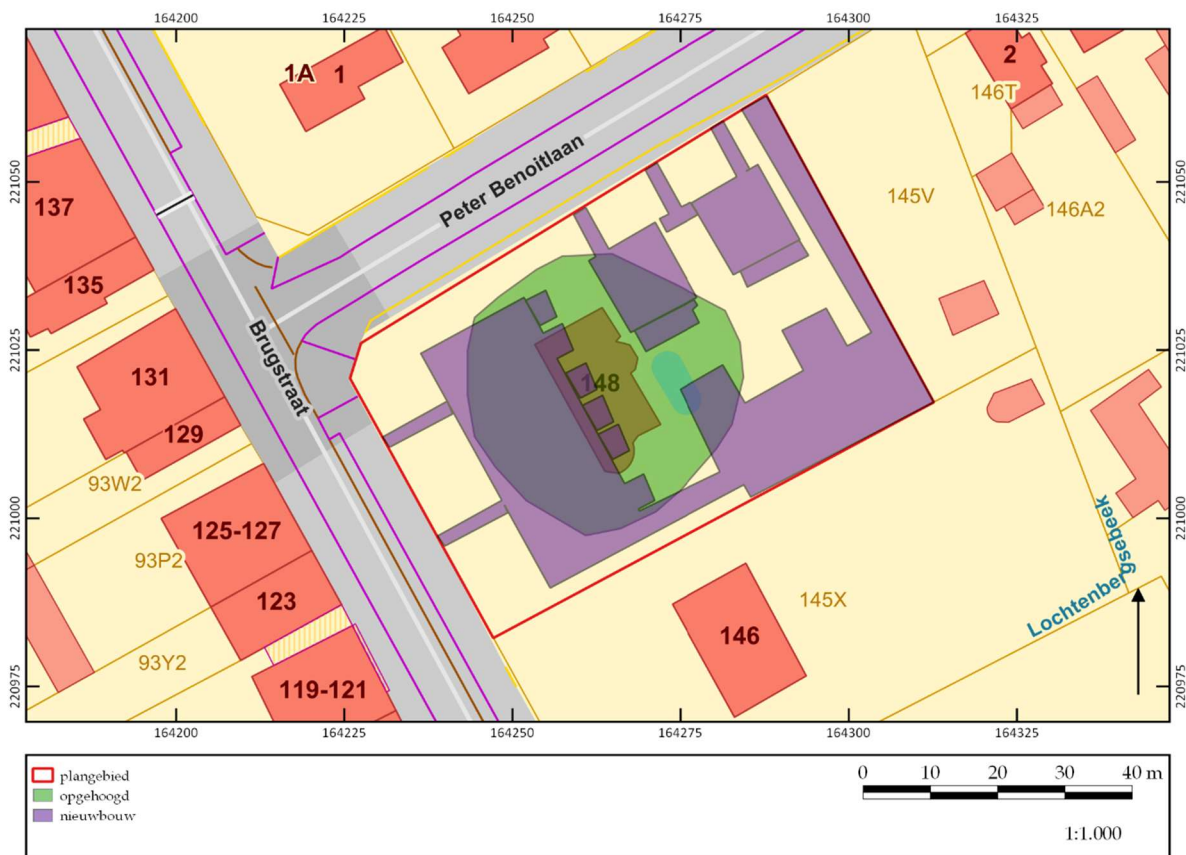 164200 164225 164250 164275 164300 164325
1A 1
2
146T
Peter Benoitlaan
221050 221050
137
145V
146A2
135
221025 221025
Brugstraat
131
148
129
93W2
221000 221000
125-127
Lochtenbergsebeek
93P2
123
145X
146
93Y2
119-121
220975 220975
164200 164225 164250 164275 164300 164325
plangebied
opgehoogd
nieuwbouw
0 10 20 30 40 m
1:1.000